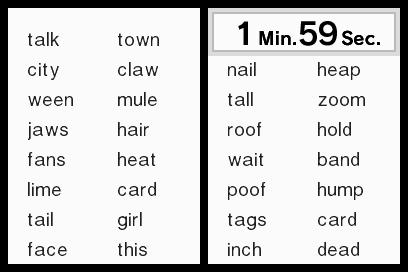 talk town
city claw
ween mule
jaws hair
fans heat
lime card
tail girl
face this
1 Min. 59 Sec.
nail heap
tall zoom
roof hold
wait band
poof hump
tags card
inch dead